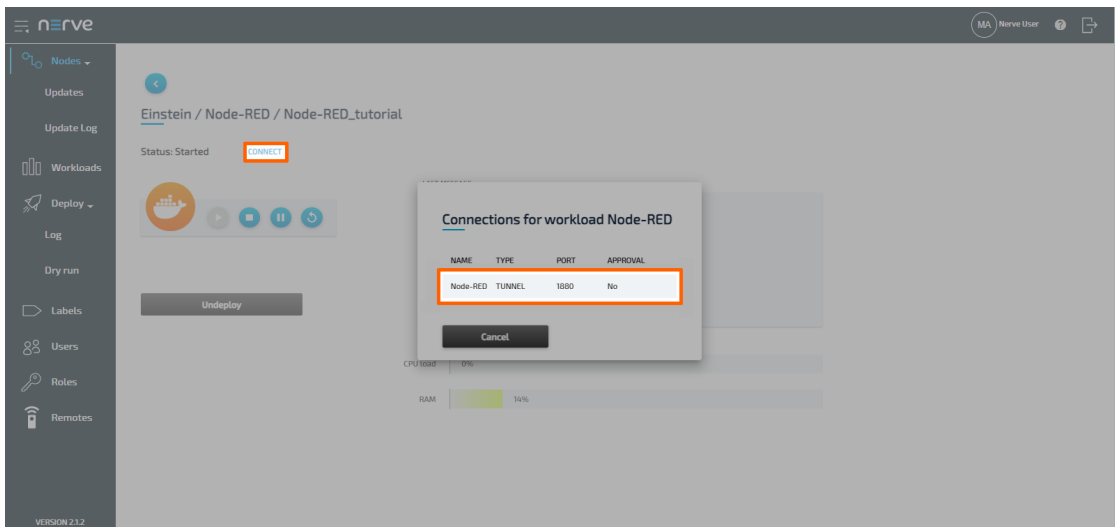 nerve
MA Nerve User ?
Nodes
Updates
Update Log
Workloads
Deploy
Log
Dry run
Labels
Users
Roles
Remotes
VERSION 2.1.2
Einstein / Node-RED / Node-RED_tutorial
Status: Started CONNECT
Undeploy
Connections for workload Node-RED
NAME TYPE PORT APPROVAL
Node-RED TUNNEL 1880 No
Cancel
CPU load 0%
RAM 14%